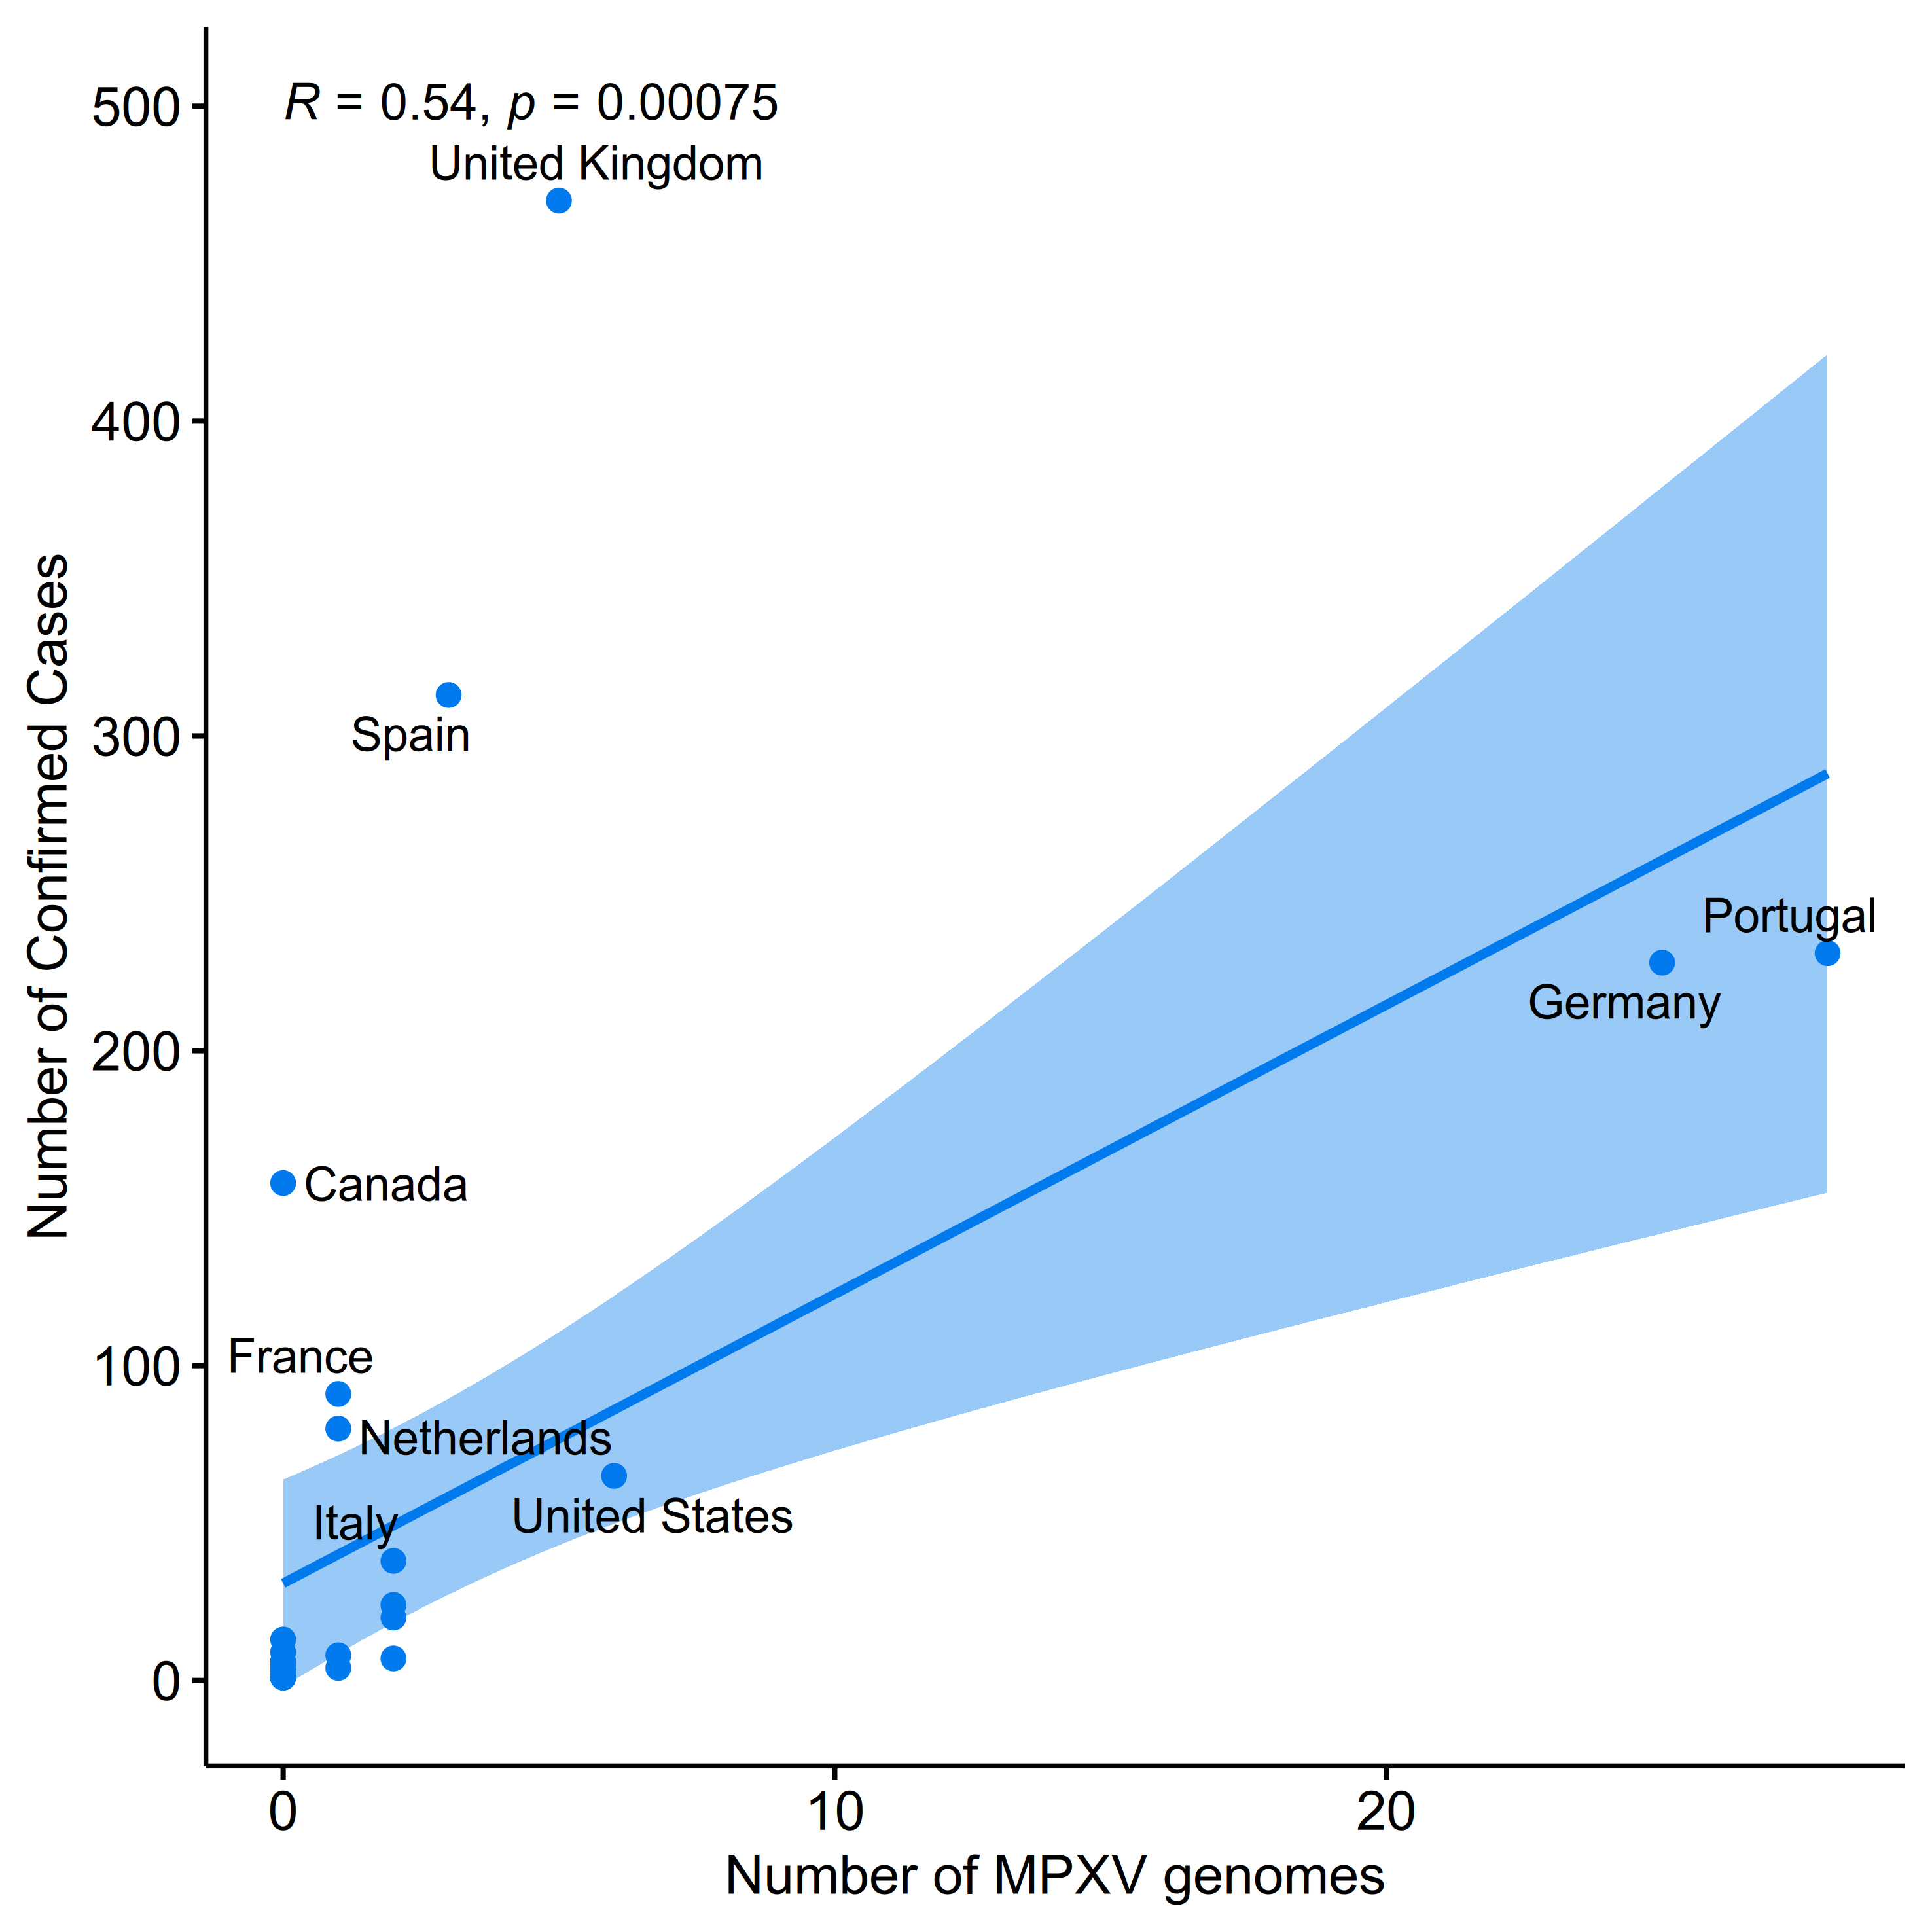 R = 0.54, p = 0.00075
United Kingdom
Spain
Canada
France
Netherlands
Italy
United States
Portugal
Germany
500
400
300
200
100
0
0 10 20
Number of Confirmed Cases
Number of MPXV genomes